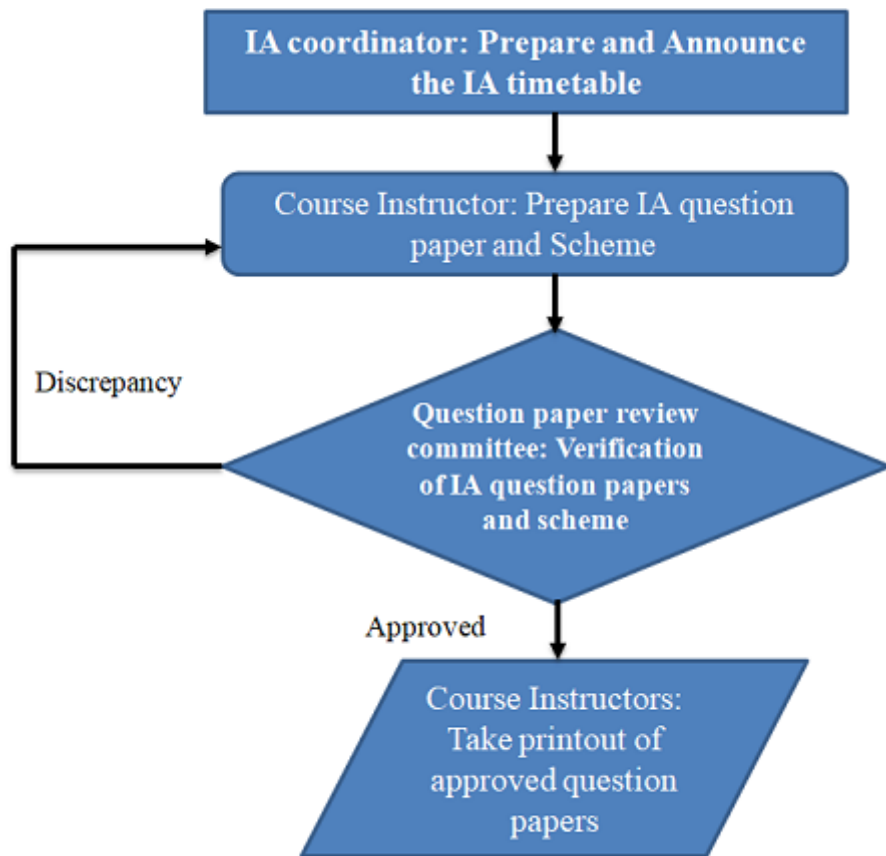 IA coordinator: Prepare and Announce
the IA timetable
Course Instructor: Prepare IA question
paper and Scheme
Discrepancy
Question paper review
committee: Verification
of IA question papers
and scheme
Approved
Course Instructors:
Take printout of
approved question
papers